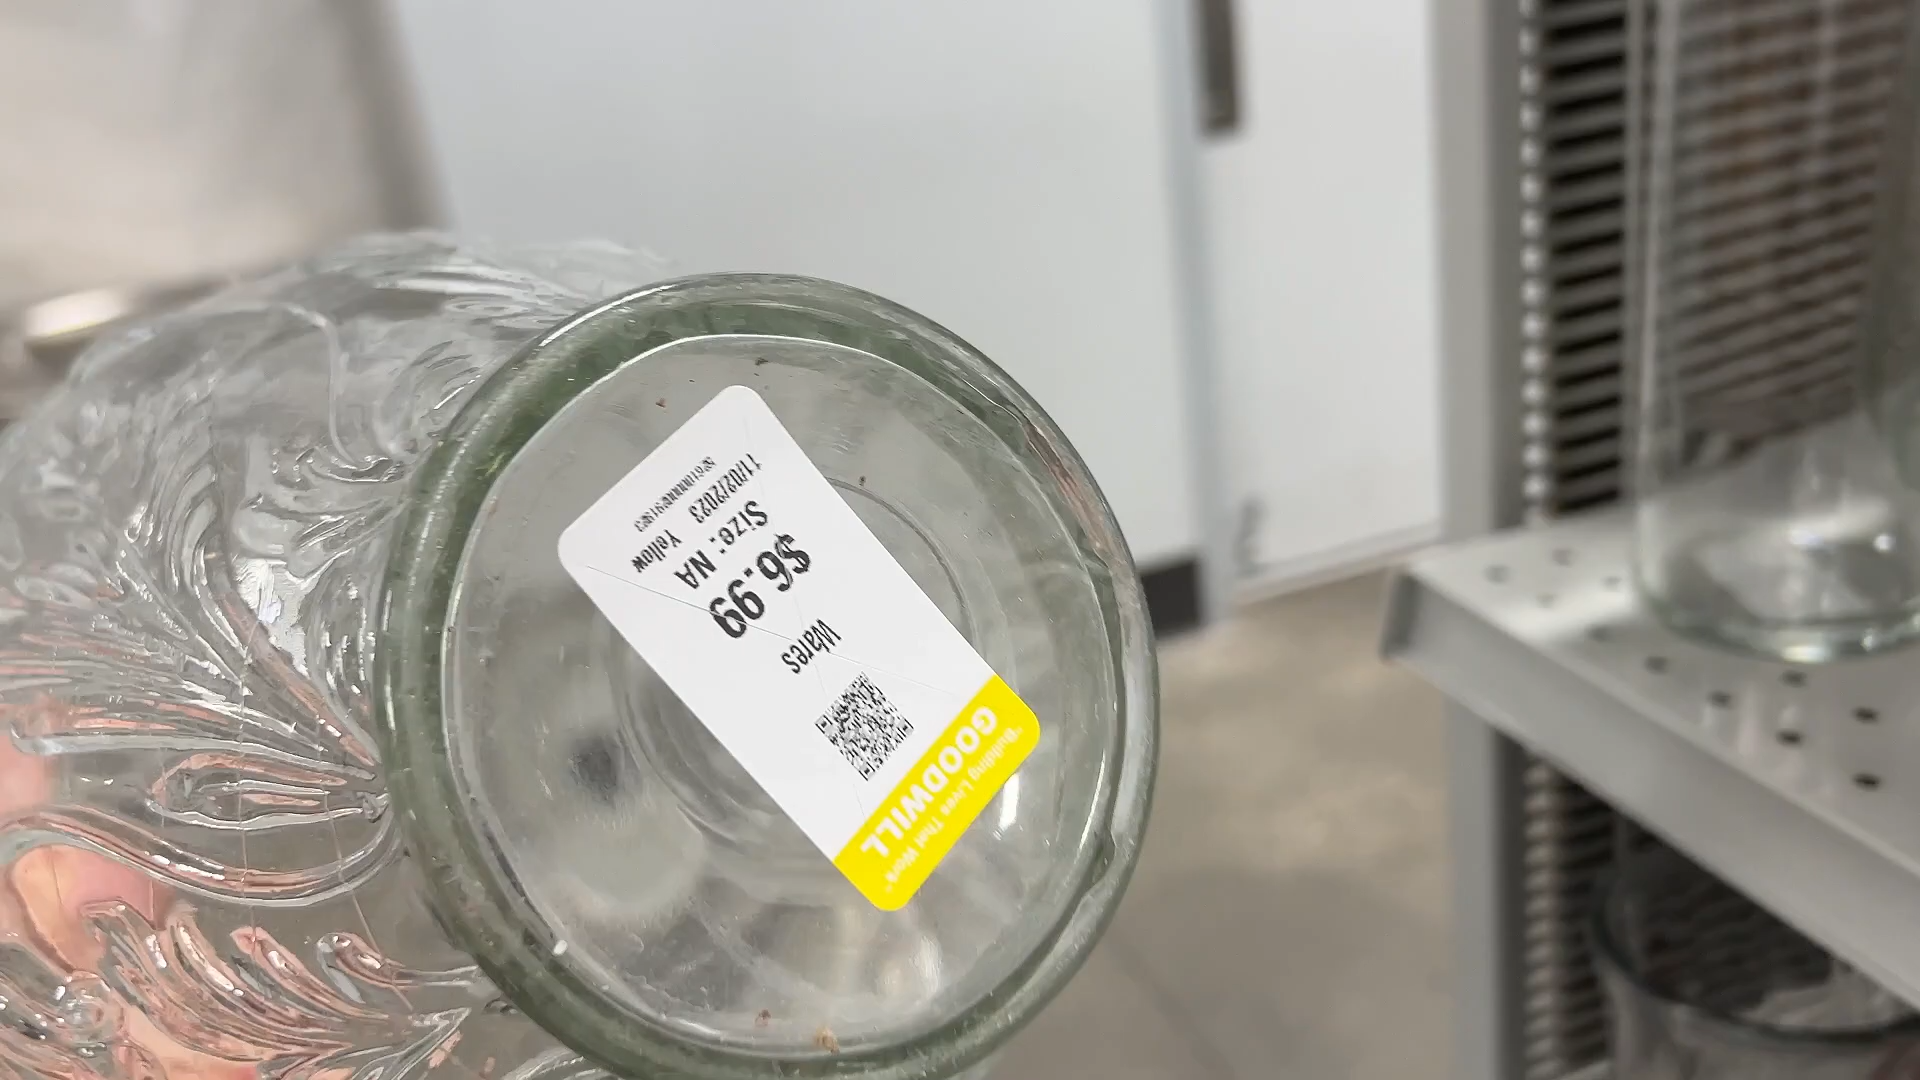 "Building Lives That Work"
GOODWILL
Wares
$6.99
Size: NA
11/02/2023 Yellow